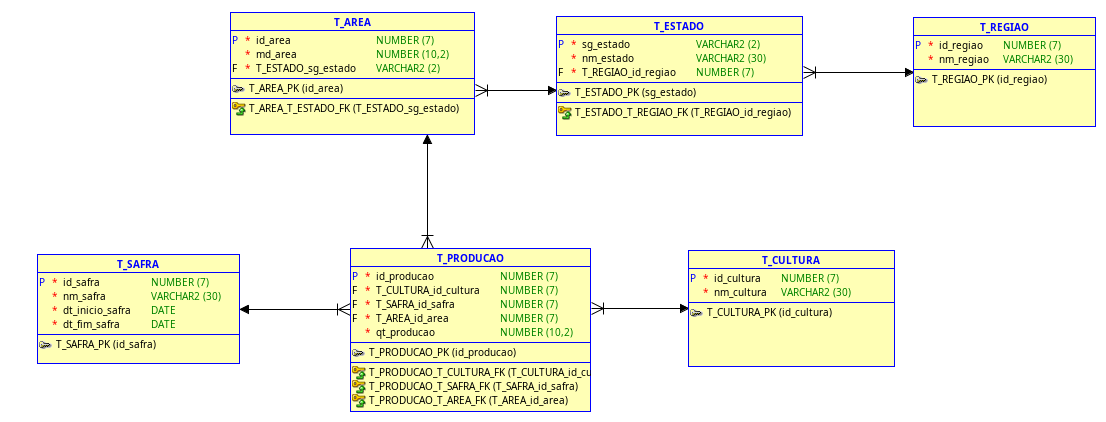 T_AREA
P * id_area NUMBER (7)
* md_area NUMBER (10,2)
F * T_ESTADO_sg_estado VARCHAR2 (2)
T_AREA_PK (id_area)
T_AREA_T_ESTADO_FK (T_ESTADO_sg_estado)
T_ESTADO
P * sg_estado VARCHAR2 (2)
* nm_estado VARCHAR2 (30)
F * T_REGIAO_id_regiao NUMBER (7)
T_ESTADO_PK (sg_estado)
T_ESTADO_T_REGIAO_FK (T_REGIAO_id_regiao)
T_REGIAO
P * id_regiao NUMBER (7)
* nm_regiao VARCHAR2 (30)
T_REGIAO_PK (id_regiao)
T_SAFRA
P * id_safra NUMBER (7)
* nm_safra VARCHAR2 (30)
* dt_inicio_safra DATE
* dt_fim_safra DATE
T_SAFRA_PK (id_safra)
T_PRODUCAO
P * id_producao NUMBER (7)
F * T_CULTURA_id_cultura NUMBER (7)
F * T_SAFRA_id_safra NUMBER (7)
F * T_AREA_id_area NUMBER (7)
* qt_producao NUMBER (10,2)
T_PRODUCAO_PK (id_producao)
T_PRODUCAO_T_CULTURA_FK (T_CULTURA_id_cu
T_PRODUCAO_T_SAFRA_FK (T_SAFRA_id_safra)
T_PRODUCAO_T_AREA_FK (T_AREA_id_area)
T_CULTURA
P * id_cultura NUMBER (7)
* nm_cultura VARCHAR2 (30)
T_CULTURA_PK (id_cultura)